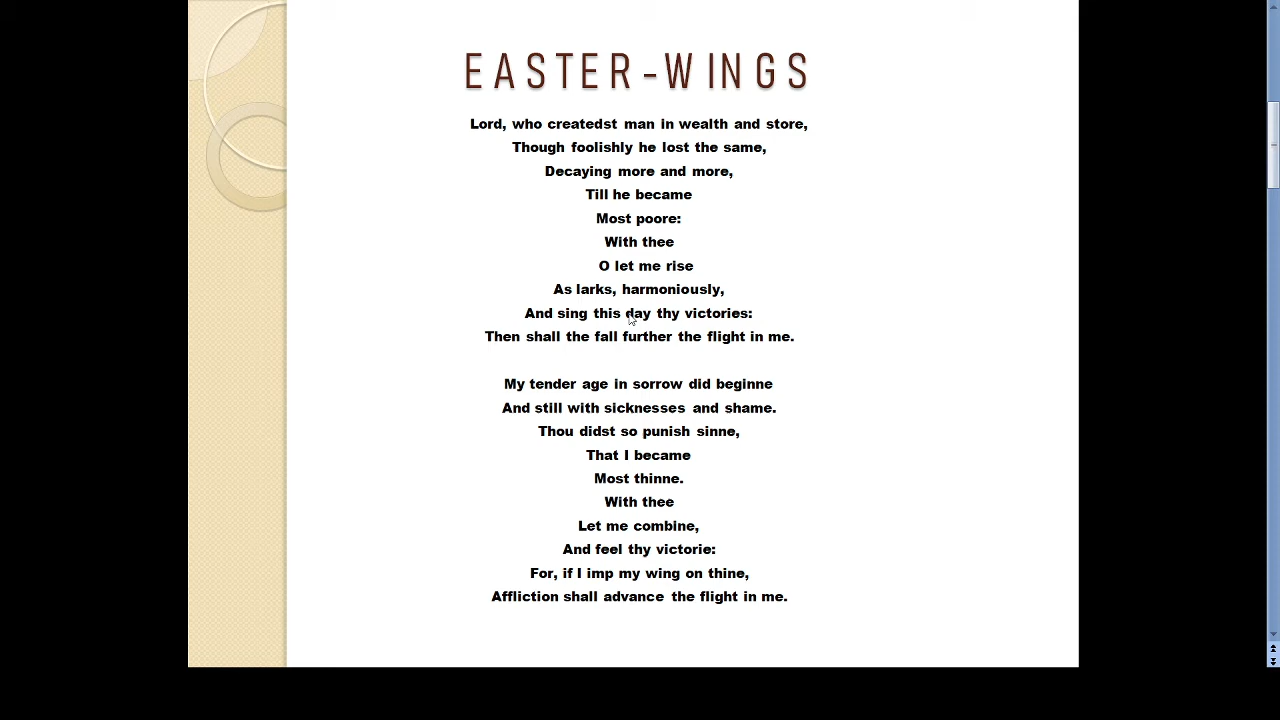 EASTER-WINGS
Lord, who createdst man in wealth and store,
Though foolishly he lost the same,
Decaying more and more,
Till he became
Most poore:
With thee
O let me rise
As larks, harmoniously,
And sing this day thy victories:
Then shall the fall further the flight in me.
My tender age in sorrow did beginne
And still with sicknesses and shame.
Thou didst so punish sinne,
That I became
Most thinne.
With thee
Let me combine,
And feel thy victorie:
For, if I imp my wing on thine,
Affliction shall advance the flight in me.